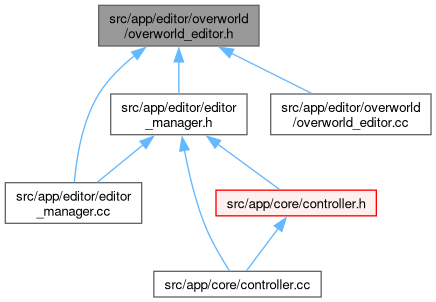 src/app/editor/overworld
/overworld_editor.h
src/app/editor/editor
_manager.h
src/app/editor/overworld
/overworld_editor.cc
src/app/editor/editor
_manager.cc
src/app/core/controller.h
src/app/core/controller.cc